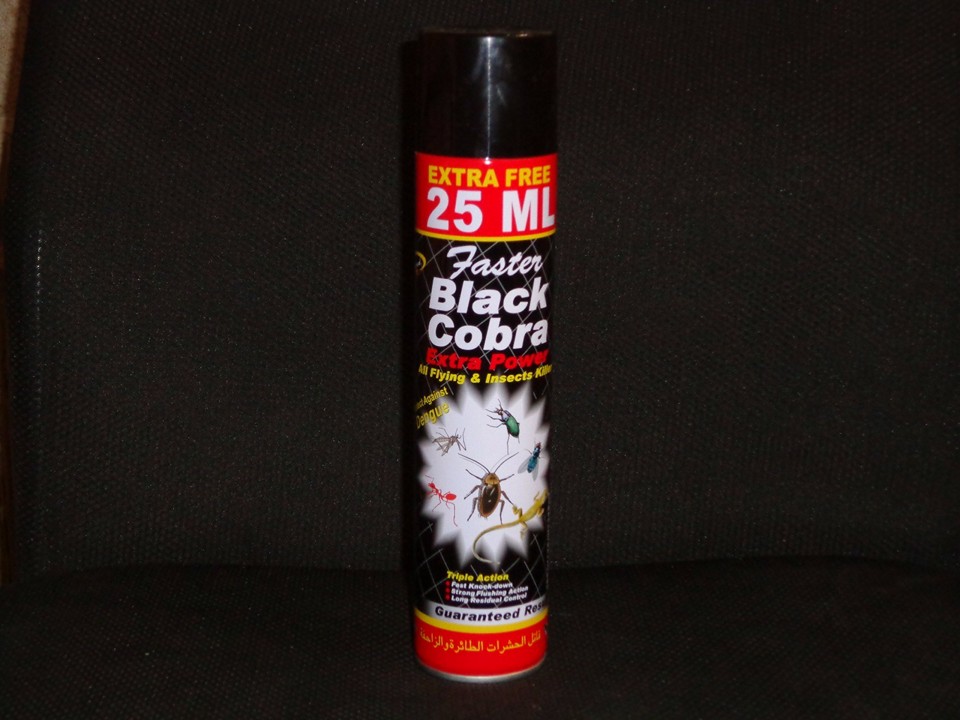 EXTRA FREE
25 ML
Faster
Black
Cobra
Extra Power
All Flying & Insects
Against
Dengue
Triple Action
Fast Knock-down
Strong Flushing Action
Long Residual Control
Guaranteed
قاتل الحشرات الطائرة والزاحفة